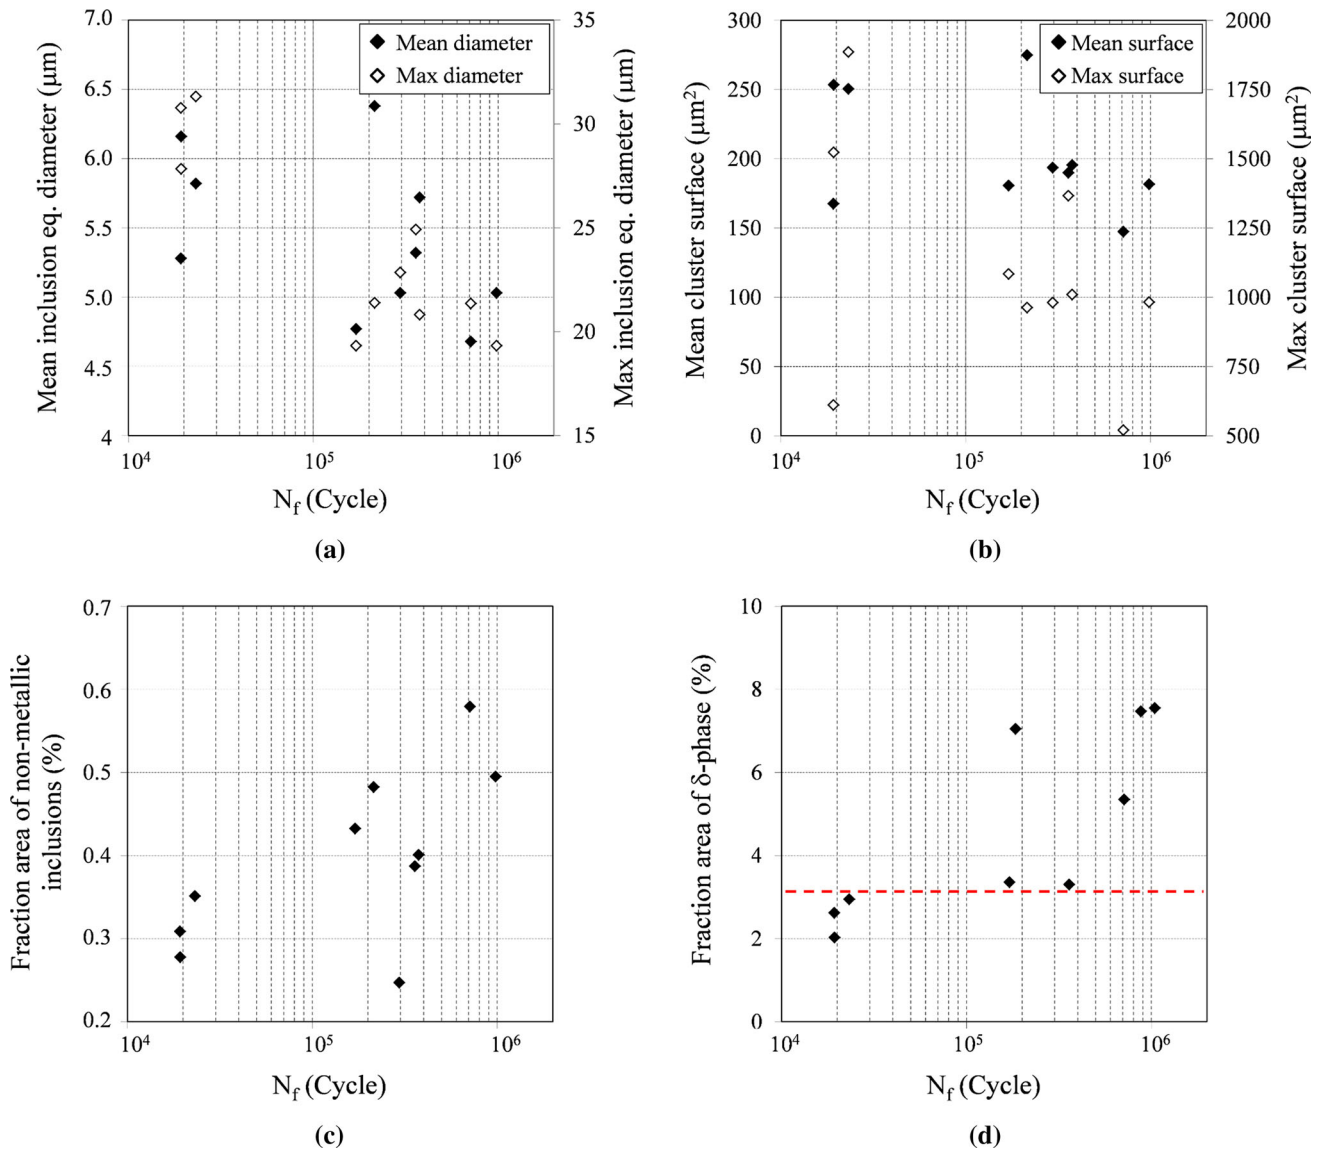 Mean diameter
Max diameter
7.0
6.5
6.0
5.5
5.0
4.5
4
35
30
25
20
15
Mean inclusion eq. diameter (μm)
Max inclusion eq. diameter (μm)
10⁴
10⁵
10⁶
N_f (Cycle)
(a)
Mean surface
Max surface
300
250
200
150
100
50
0
2000
1750
1500
1250
1000
750
500
Mean cluster surface (μm²)
Max cluster surface (μm²)
10⁴
10⁵
10⁶
N_f (Cycle)
(b)
0.7
0.6
0.5
0.4
0.3
0.2
Fraction area of non-metallic
inclusions (%)
10⁴
10⁵
10⁶
N_f (Cycle)
(c)
10
8
6
4
2
0
Fraction area of δ-phase (%)
10⁴
10⁵
10⁶
N_f (Cycle)
(d)